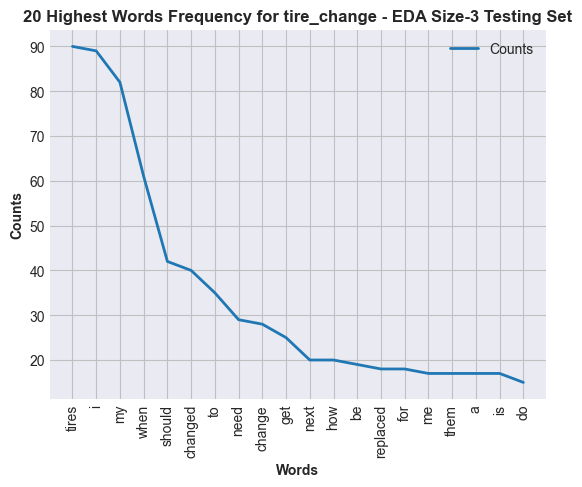 20 Highest Words Frequency for tire_change - EDA Size-3 Testing Set
Counts
90
80
70
60
50
40
30
20
Counts
tires
i
my
when
should
changed
to
need
change
get
next
how
be
replaced
for
me
them
a
is
do
Words